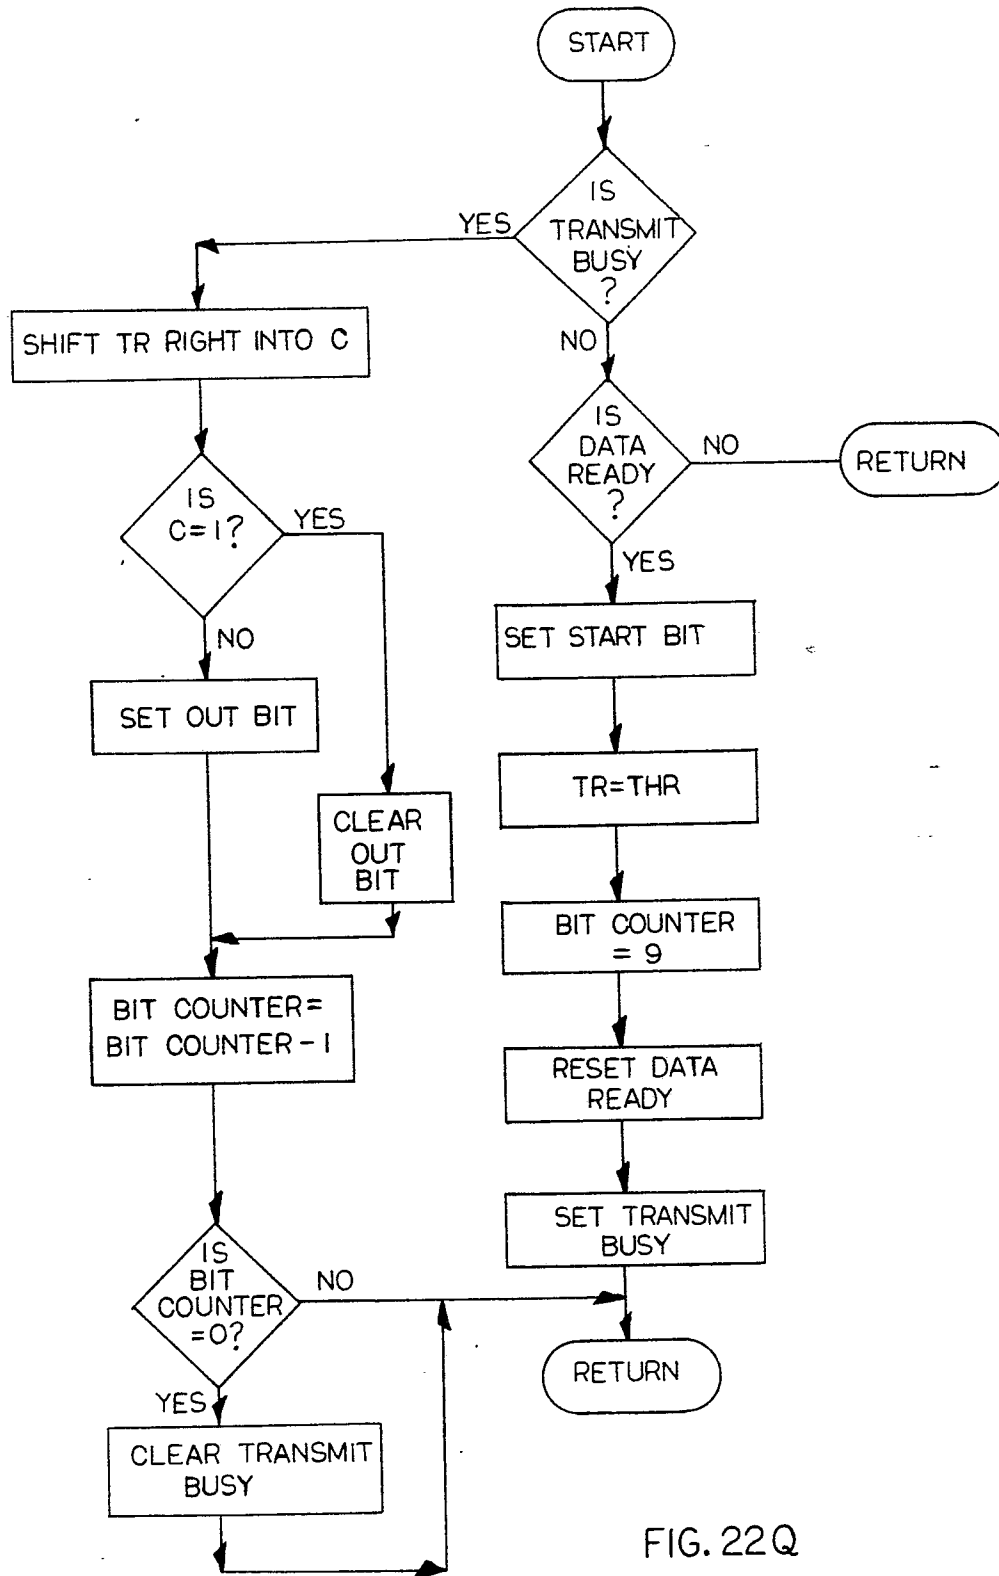 START
IS
TRANSMIT
BUSY
?
YES
NO
SHIFT TR RIGHT INTO C
IS
DATA
READY
?
NO
RETURN
YES
IS
C=1?
YES
NO
SET START BIT
SET OUT BIT
TR=THR
CLEAR
OUT
BIT
BIT COUNTER
= 9
BIT COUNTER=
BIT COUNTER-1
RESET DATA
READY
SET TRANSMIT
BUSY
IS
BIT
COUNTER
=0?
NO
YES
RETURN
CLEAR TRANSMIT
BUSY
FIG. 22Q